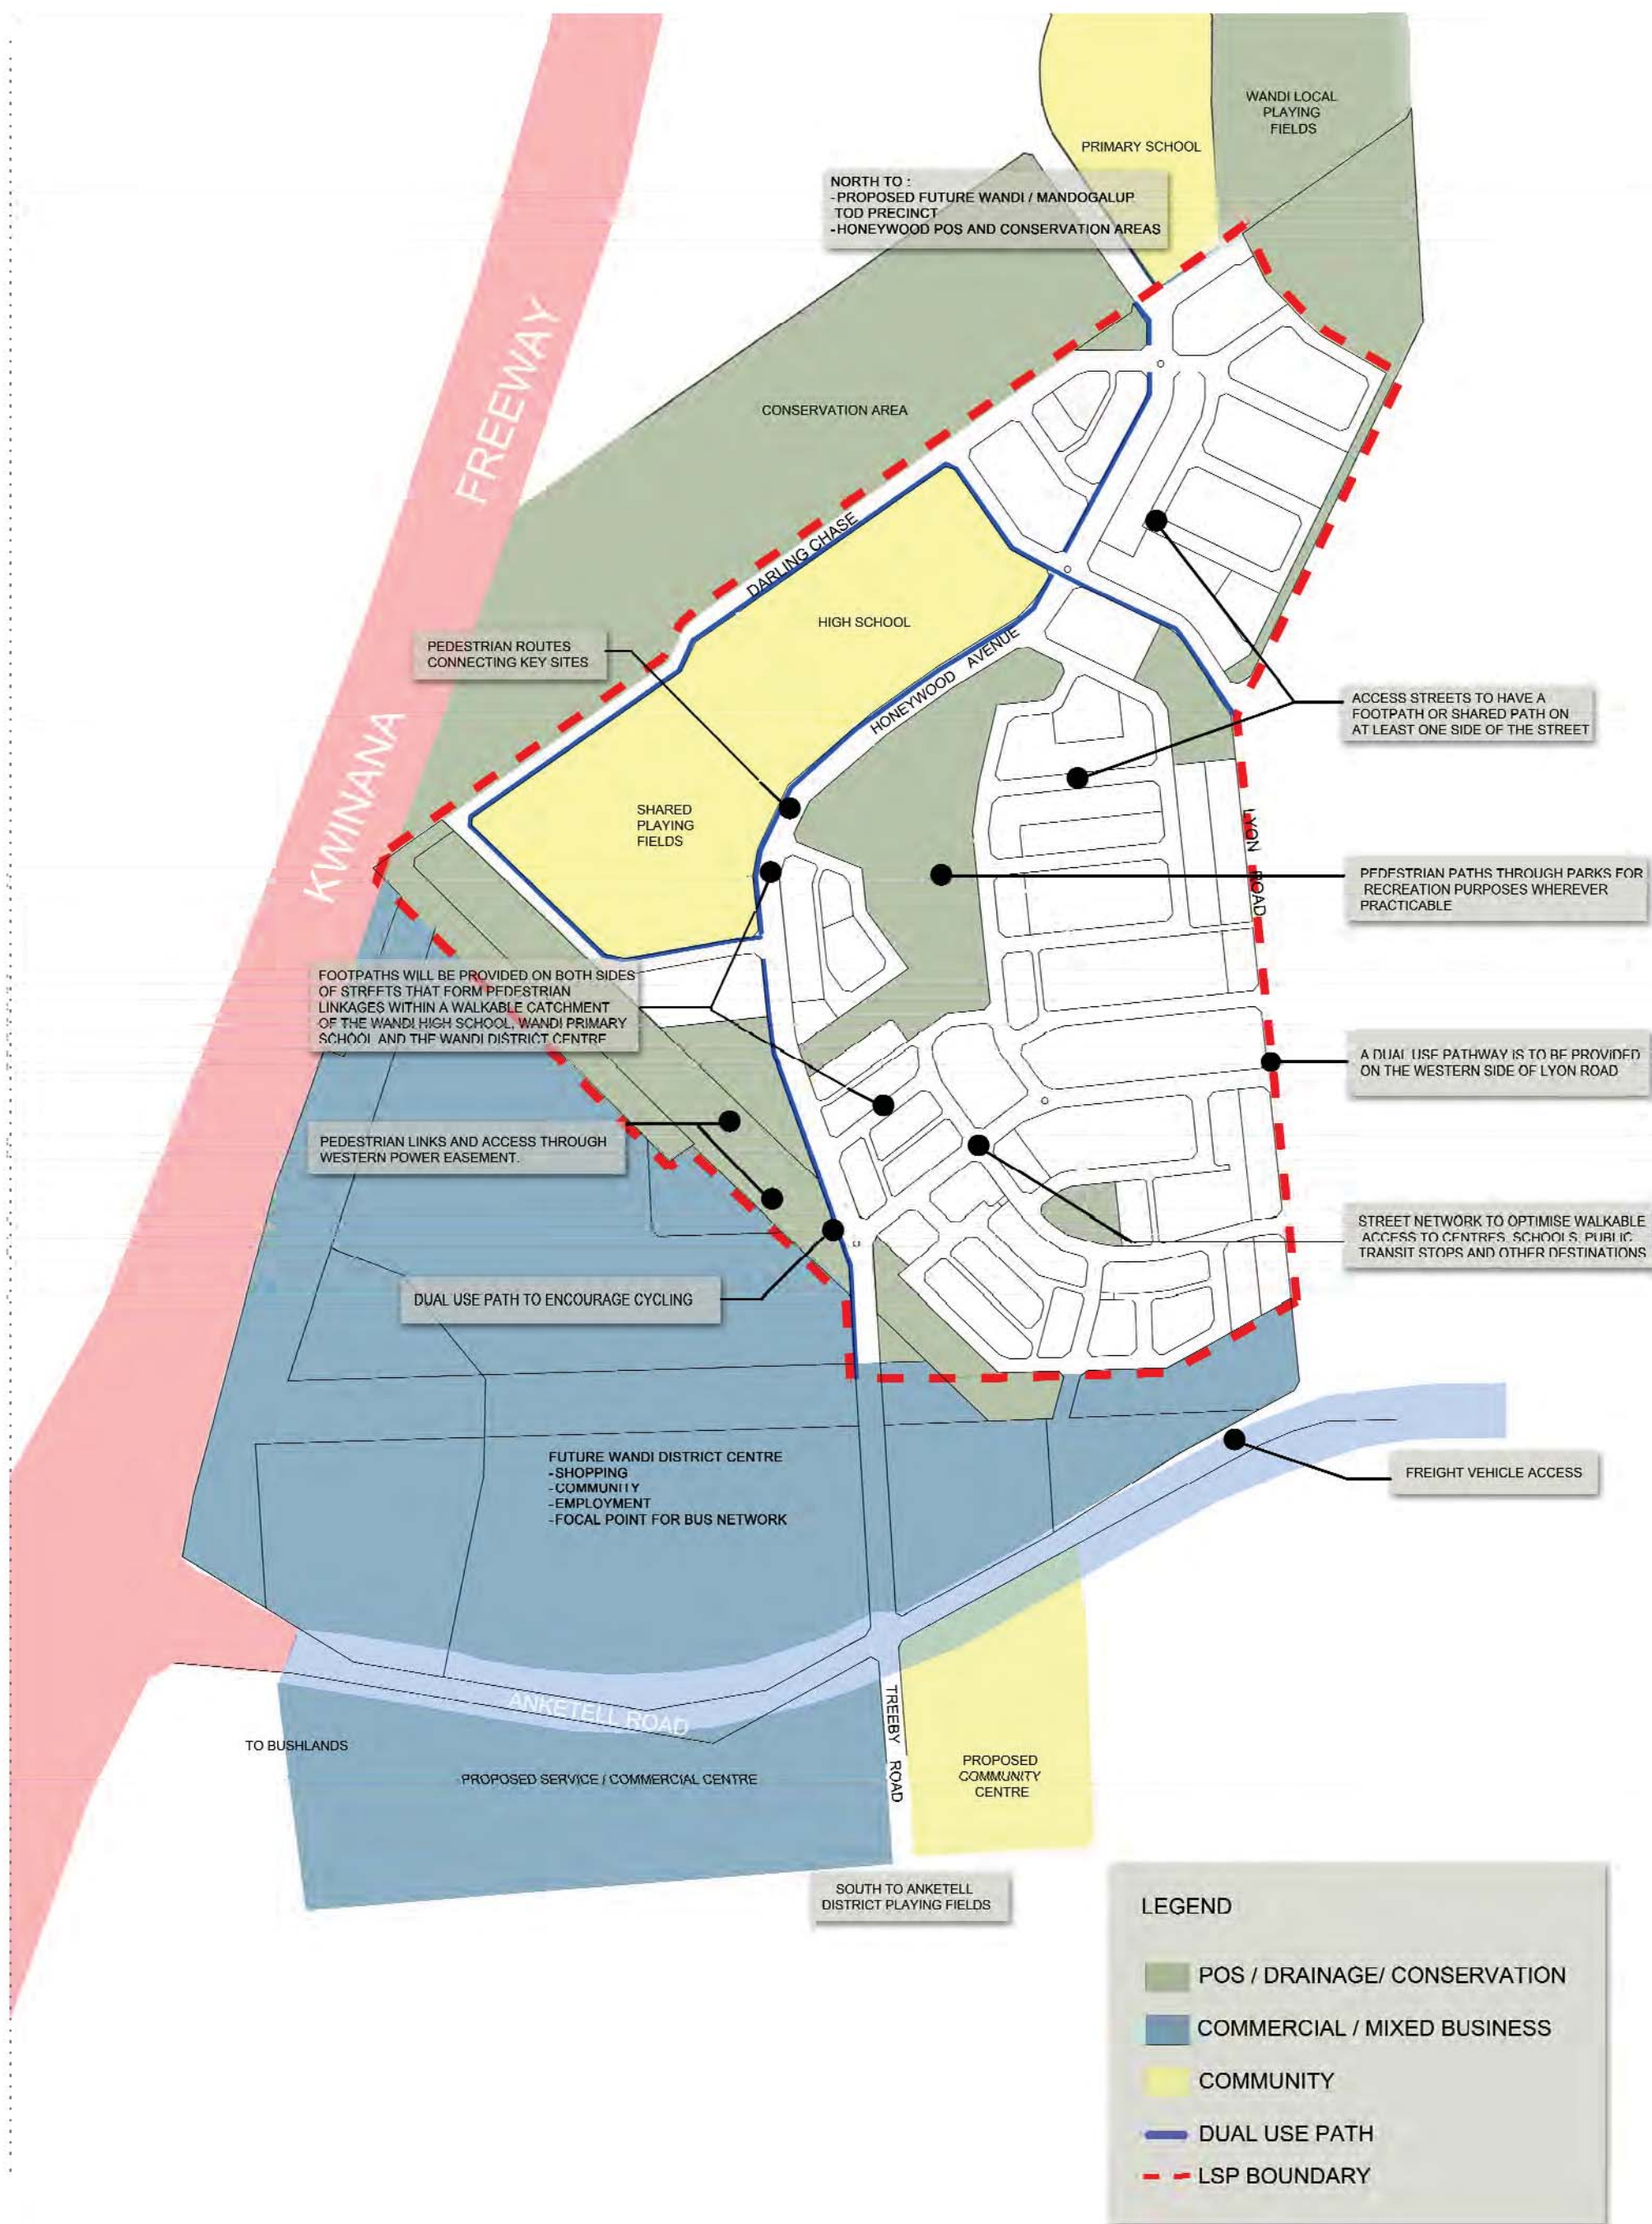 WANDI LOCAL
PLAYING
FIELDS
PRIMARY SCHOOL
NORTH TO :
-PROPOSED FUTURE WANDI / MANDOGALUP
TOD PRECINCT
-HONEYWOOD POS AND CONSERVATION AREAS
KWINANA FREEWAY
CONSERVATION AREA
DARLING CHASE
HIGH SCHOOL
HONEYWOOD AVENUE
PEDESTRIAN ROUTES
CONNECTING KEY SITES
ACCESS STREETS TO HAVE A
FOOTPATH OR SHARED PATH ON
AT LEAST ONE SIDE OF THE STREET
SHARED
PLAYING
FIELDS
LYON ROAD
PEDESTRIAN PATHS THROUGH PARKS FOR
RECREATION PURPOSES WHEREVER
PRACTICABLE
FOOTPATHS WILL BE PROVIDED ON BOTH SIDES
OF STREETS THAT FORM PEDESTRIAN
LINKAGES WITHIN A WALKABLE CATCHMENT
OF THE WANDI HIGH SCHOOL, WANDI PRIMARY
SCHOOL AND THE WANDI DISTRICT CENTRE
A DUAL USE PATHWAY IS TO BE PROVIDED
ON THE WESTERN SIDE OF LYON ROAD
PEDESTRIAN LINKS AND ACCESS THROUGH
WESTERN POWER EASEMENT.
STREET NETWORK TO OPTIMISE WALKABLE
ACCESS TO CENTRES, SCHOOLS, PUBLIC
TRANSIT STOPS AND OTHER DESTINATIONS
DUAL USE PATH TO ENCOURAGE CYCLING
FUTURE WANDI DISTRICT CENTRE
-SHOPPING
-COMMUNITY
-EMPLOYMENT
-FOCAL POINT FOR BUS NETWORK
FREIGHT VEHICLE ACCESS
ANKETELL ROAD
TREEBY ROAD
TO BUSHLANDS
PROPOSED SERVICE / COMMERCIAL CENTRE
PROPOSED
COMMUNITY
CENTRE
SOUTH TO ANKETELL
DISTRICT PLAYING FIELDS
LEGEND
POS / DRAINAGE/ CONSERVATION
COMMERCIAL / MIXED BUSINESS
COMMUNITY
DUAL USE PATH
LSP BOUNDARY